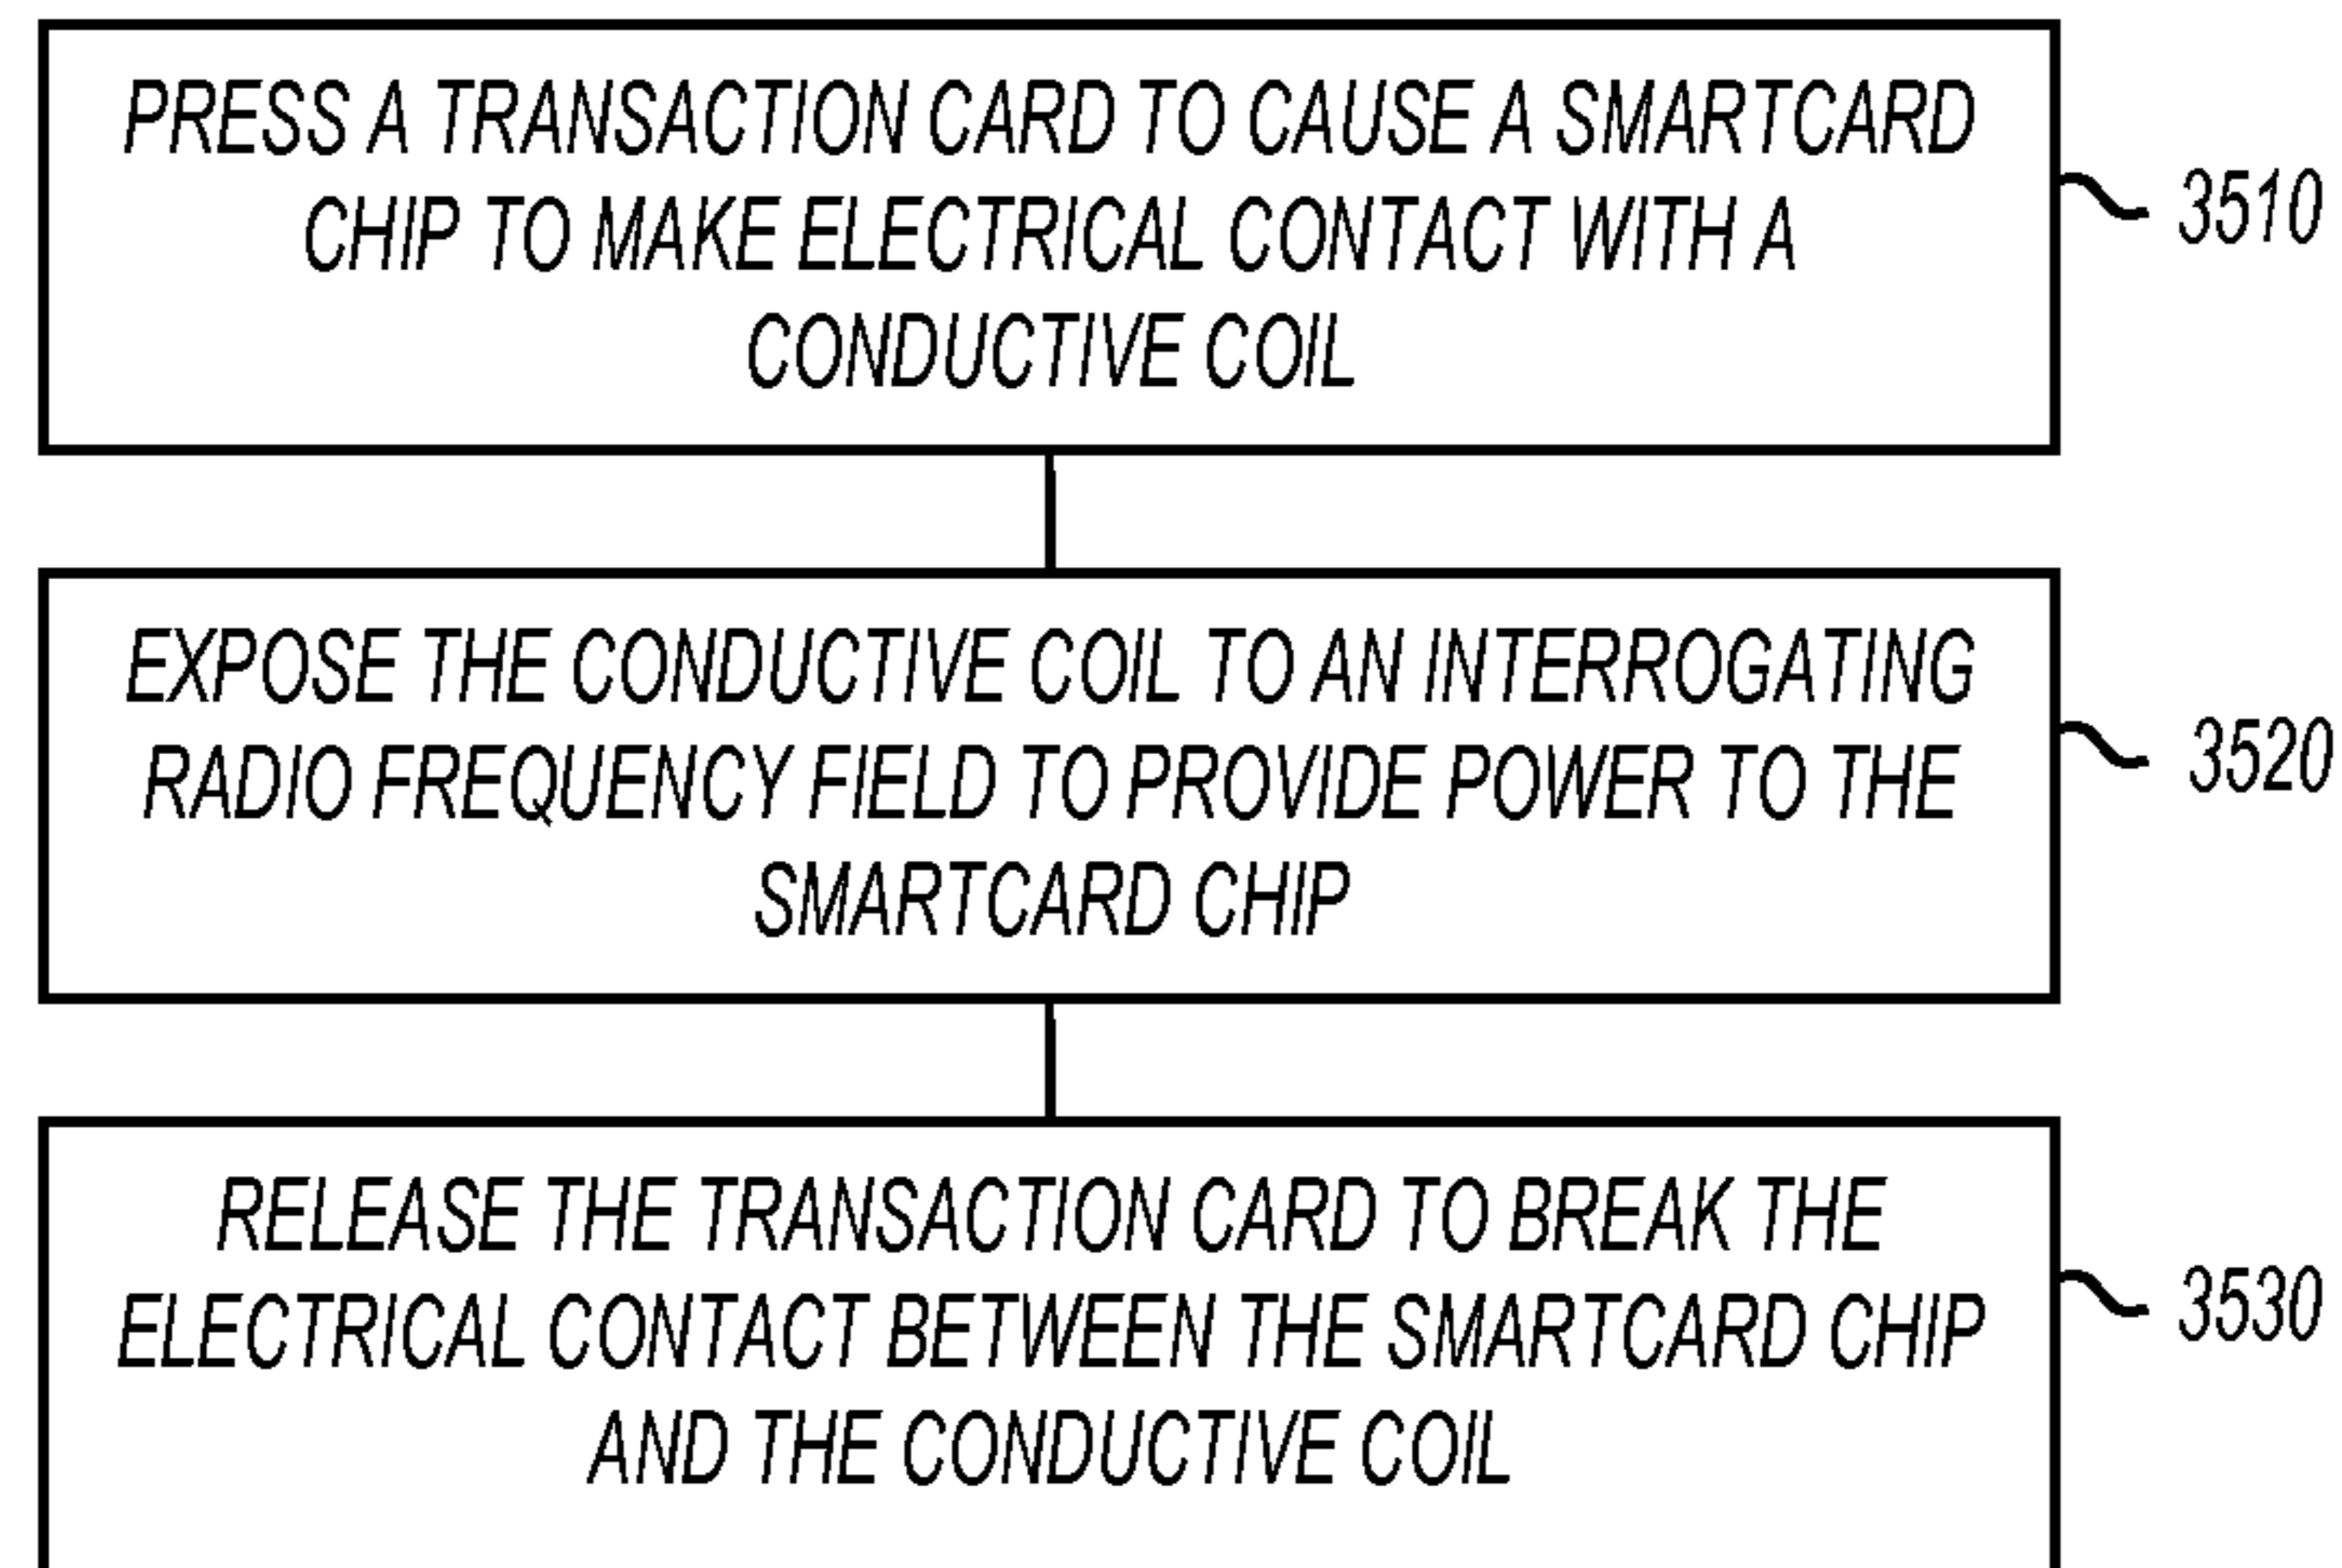 PRESS A TRANSACTION CARD TO CAUSE A SMARTCARD
CHIP TO MAKE ELECTRICAL CONTACT WITH A
CONDUCTIVE COIL
3510
EXPOSE THE CONDUCTIVE COIL TO AN INTERROGATING
RADIO FREQUENCY FIELD TO PROVIDE POWER TO THE
SMARTCARD CHIP
3520
RELEASE THE TRANSACTION CARD TO BREAK THE
ELECTRICAL CONTACT BETWEEN THE SMARTCARD CHIP
AND THE CONDUCTIVE COIL
3530